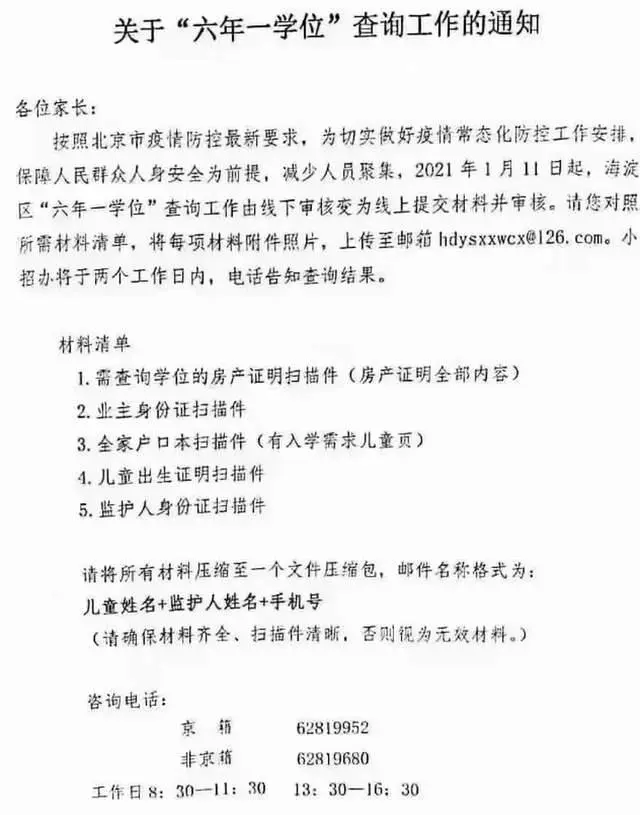 关于“六年一学位”查询工作的通知
各位家长：
按照北京市疫情防控最新要求，为切实做好疫情常态化防控工作安排，
保障人民群众人身安全为前提，减少人员聚集，2021 年 1 月 11 日起，海淀
区“六年一学位”查询工作由线下审核变为线上提交材料并审核。请您对照
所需材料清单，将每项材料附件照片，上传至邮箱 hdysxxwcx@126.com。小
招办将于两个工作日内，电话告知查询结果。
材料清单
1.需查询学位的房产证明扫描件（房产证明全部内容）
2.业主身份证扫描件
3.全家户口本扫描件（有入学需求儿童页）
4.儿童出生证明扫描件
5.监护人身份证扫描件
请将所有材料压缩至一个文件压缩包，邮件名称格式为：
儿童姓名+监护人姓名+手机号
（请确保材料齐全、扫描件清晰，否则视为无效材料。）
咨询电话：
京 籍 62819952
非京籍 62819680
工作日8：30—11：30 13：30—16：30